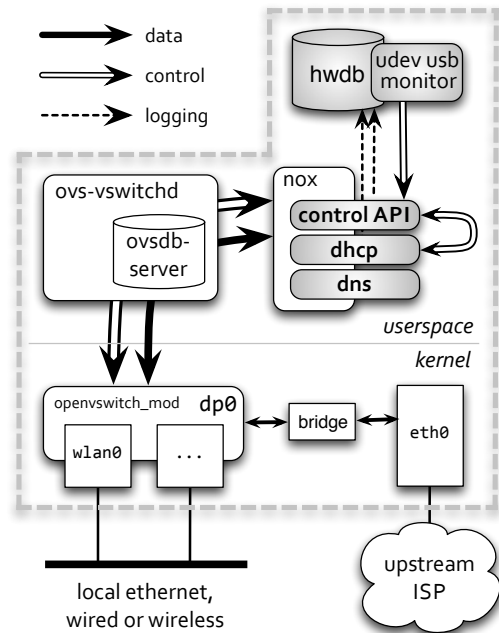 data
control
logging
hwdb
udev usb
monitor
ovs-vswitchd
ovsdb-
server
nox
control API
dhcp
dns
userspace
kernel
openvswitch_mod
dp0
wlan0
...
bridge
eth0
local ethernet,
wired or wireless
upstream
ISP